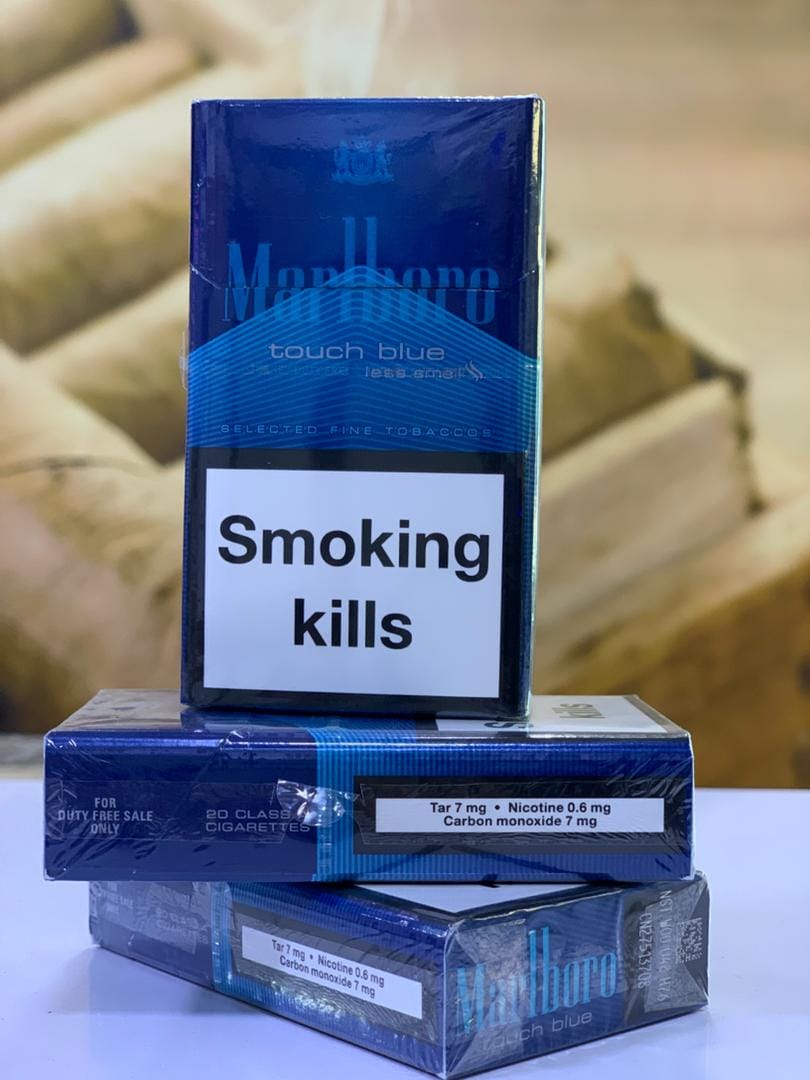 Marlboro
touch blue
less smell
SELECTED FINE TOBACCOS
Smoking
kills
kills
FOR
DUTY FREE SALE
ONLY
20 CLASS
CIGARETTES
Tar 7 mg • Nicotine 0.6 mg
Carbon monoxide 7 mg
Tar 7 mg • Nicotine 0.6 mg
Carbon monoxide 7 mg
Marlboro
touch blue